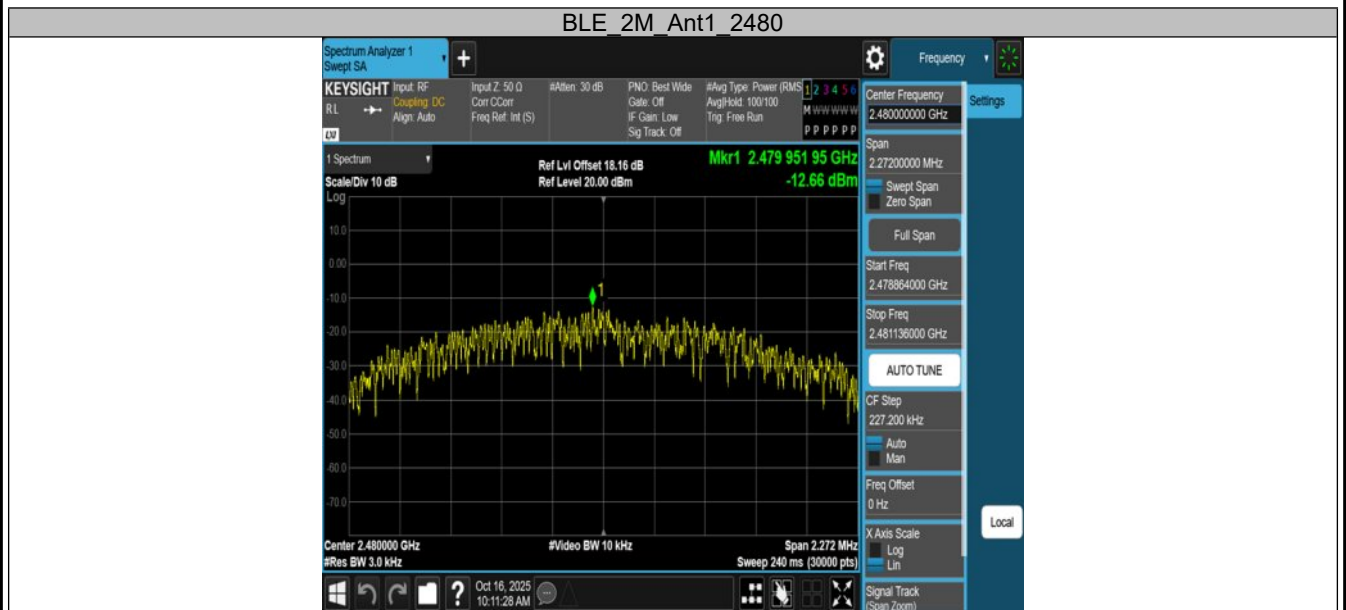 BLE_2M_Ant1_2480
Spectrum Analyzer 1
Swept SA
+
Frequency
KEYSIGHT
RL
LXI
Input: RF
Coupling: DC
Align: Auto
Input Z: 50 Ω
Corr CCorr
Freq Ref: Int (S)
#Atten: 30 dB
PNO: Best Wide
Gate: Off
IF Gain: Low
Sig Track: Off
#Avg Type: Power (RMS
Avg|Hold: 100/100
Trig: Free Run
1 2 3 4 5 6
M W W W W W
P P P P P P
Center Frequency
2.480000000 GHz
Settings
1 Spectrum
Ref Lvl Offset 18.16 dB
Mkr1 2.479 951 95 GHz
Scale/Div 10 dB
Ref Level 20.00 dBm
-12.66 dBm
Log
10.0
0.00
-10.0
-20.0
-30.0
-40.0
-50.0
-60.0
-70.0
1
Center 2.480000 GHz
#Video BW 10 kHz
Span 2.272 MHz
#Res BW 3.0 kHz
Sweep 240 ms (30000 pts)
Span
2.27200000 MHz
Swept Span
Zero Span
Full Span
Start Freq
2.478864000 GHz
Stop Freq
2.481136000 GHz
AUTO TUNE
CF Step
227.200 kHz
Auto
Man
Freq Offset
0 Hz
X Axis Scale
Log
Lin
Local
Signal Track
(Span Zoom)
?
Oct 16, 2025
10:11:28 AM